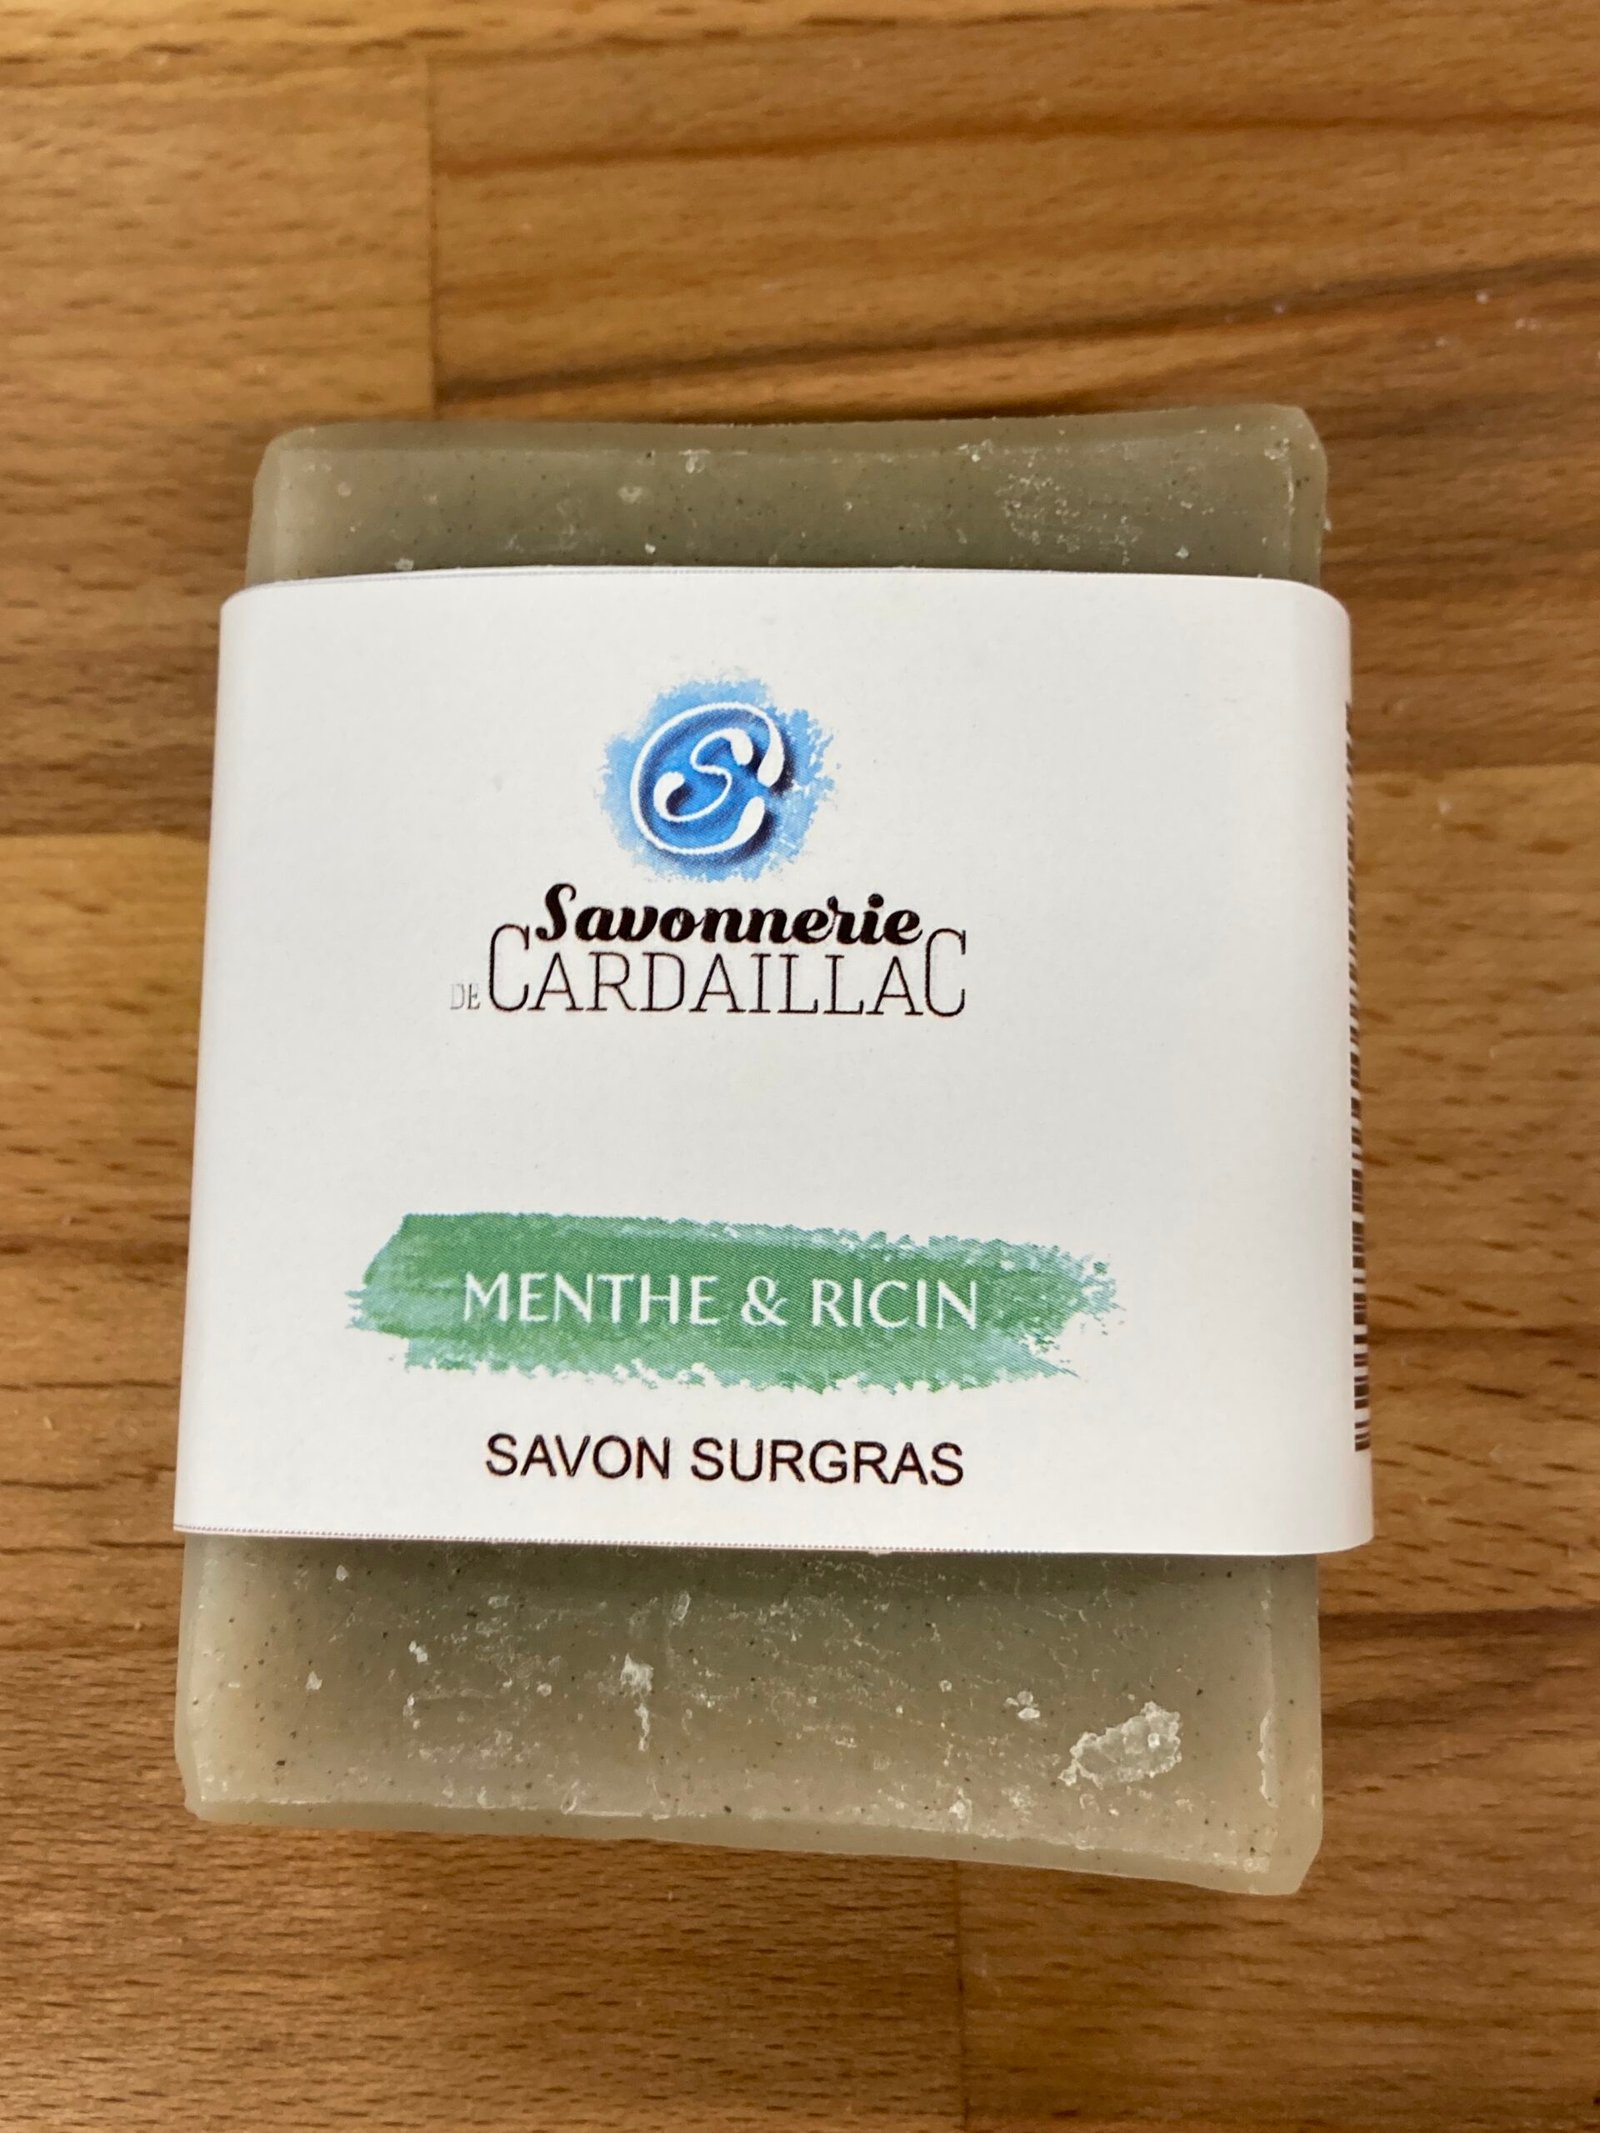 Savonnerie
DE CARDAILLAC
MENTHE & RICIN
SAVON SURGRAS